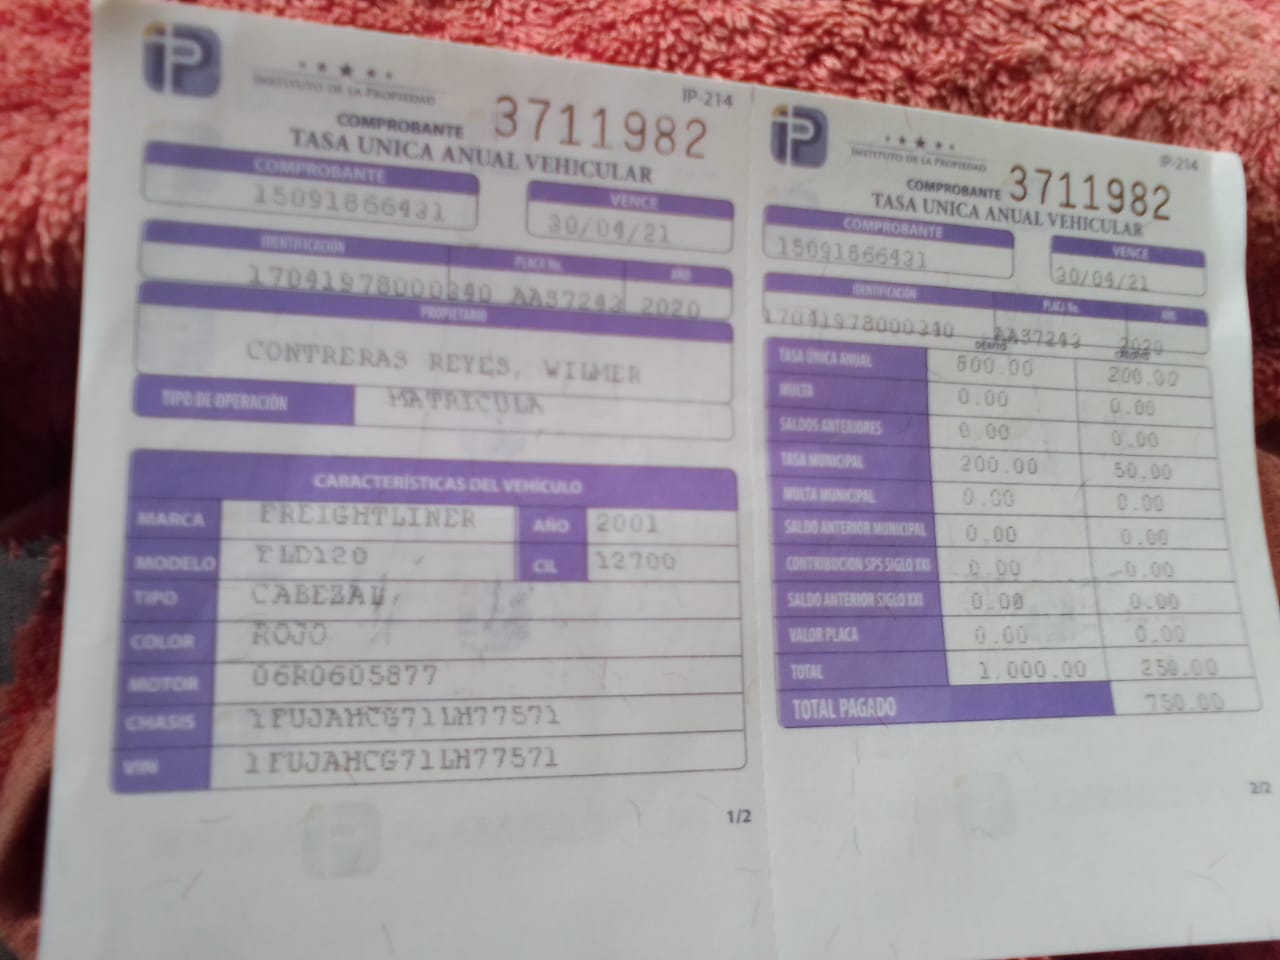 iP
INSTITUTO DE LA PROPIEDAD
IP-214
COMPROBANTE 3711982
TASA UNICA ANUAL VEHICULAR
COMPROBANTE
15091866431
VENCE
30/04/21
IDENTIFICACIÓN PLACA No. AÑO
17041978000340 AAS7243 2020
PROPIETARIO
CONTRERAS REYES, WILMER
TIPO DE OPERACIÓN MATRICULA
CARACTERÍSTICAS DEL VEHÍCULO
MARCA FREIGHTLINER AÑO 2001
MODELO FLD120 CIL 12700
TIPO CABEZAL
COLOR ROJO
MOTOR 06R0605877
CHASIS 1FUJAHCG71LH77571
VIN 1FUJAHCG71LH77571
1/2
iP
INSTITUTO DE LA PROPIEDAD
IP-214
COMPROBANTE 3711982
TASA UNICA ANUAL VEHICULAR
COMPROBANTE
15091866431
VENCE
30/04/21
IDENTIFICACIÓN PLACA No. AÑO
17041978000340 AAS7243 2020
DEBITO
TASA ÚNICA ANUAL 800.00 200.00
MULTA 0.00 0.00
SALDOS ANTERIORES 0.00 0.00
TASA MUNICIPAL 200.00 50.00
MULTA MUNICIPAL 0.00 0.00
SALDO ANTERIOR MUNICIPAL 0.00 0.00
CONTRIBUCION SPS SIGLO XXI 0.00 0.00
SALDO ANTERIOR SIGLO XXI 0.00 0.00
VALOR PLACA 0.00 0.00
TOTAL 1,000.00 250.00
TOTAL PAGADO 750.00
2/2